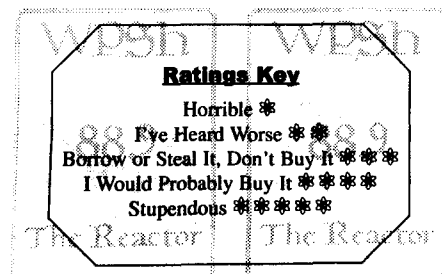 WPgh WPgh
Ratings Key
Horrible
I've Heard Worse
88.9 88.9
Borrow or Steal It, Don't Buy It
I Would Probably Buy It
Stupendous
The Reactor The Reactor